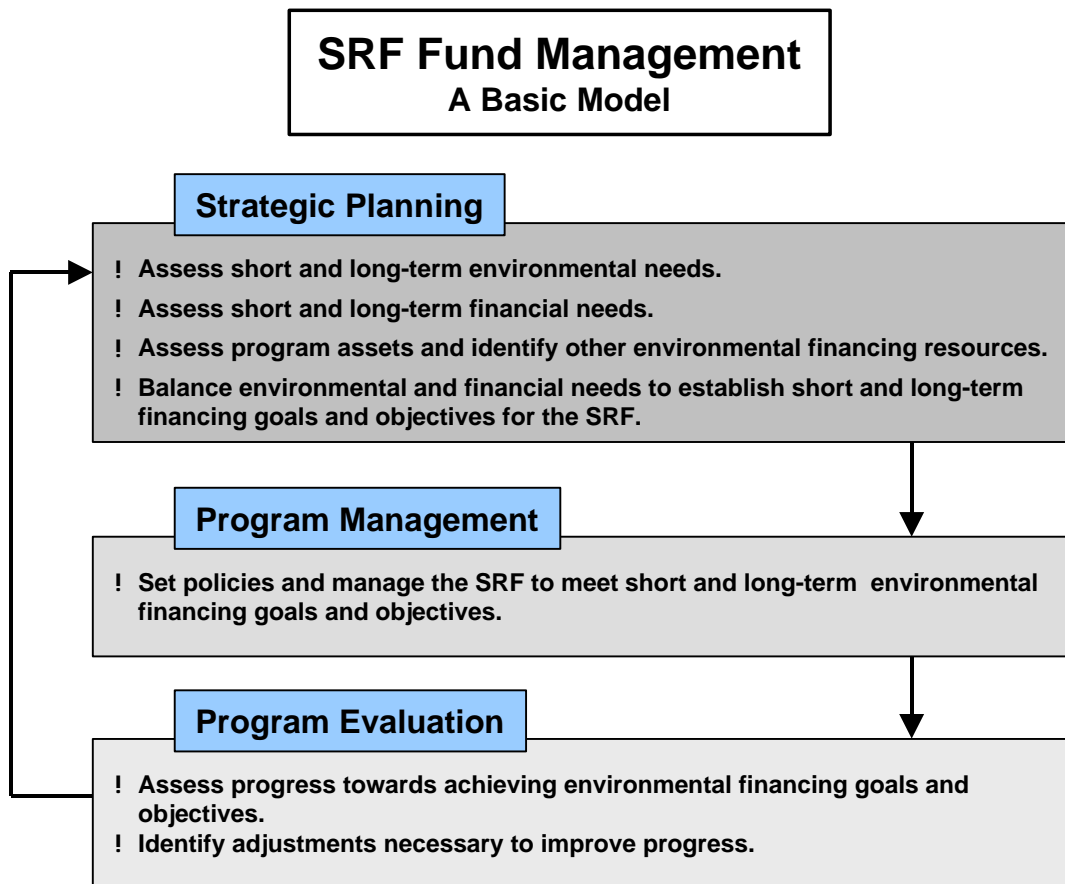 SRF Fund Management
A Basic Model
Strategic Planning
! Assess short and long-term environmental needs.
! Assess short and long-term financial needs.
! Assess program assets and identify other environmental financing resources.
! Balance environmental and financial needs to establish short and long-term
financing goals and objectives for the SRF.
Program Management
! Set policies and manage the SRF to meet short and long-term  environmental
financing goals and objectives.
Program Evaluation
! Assess progress towards achieving environmental financing goals and
objectives.
! Identify adjustments necessary to improve progress.